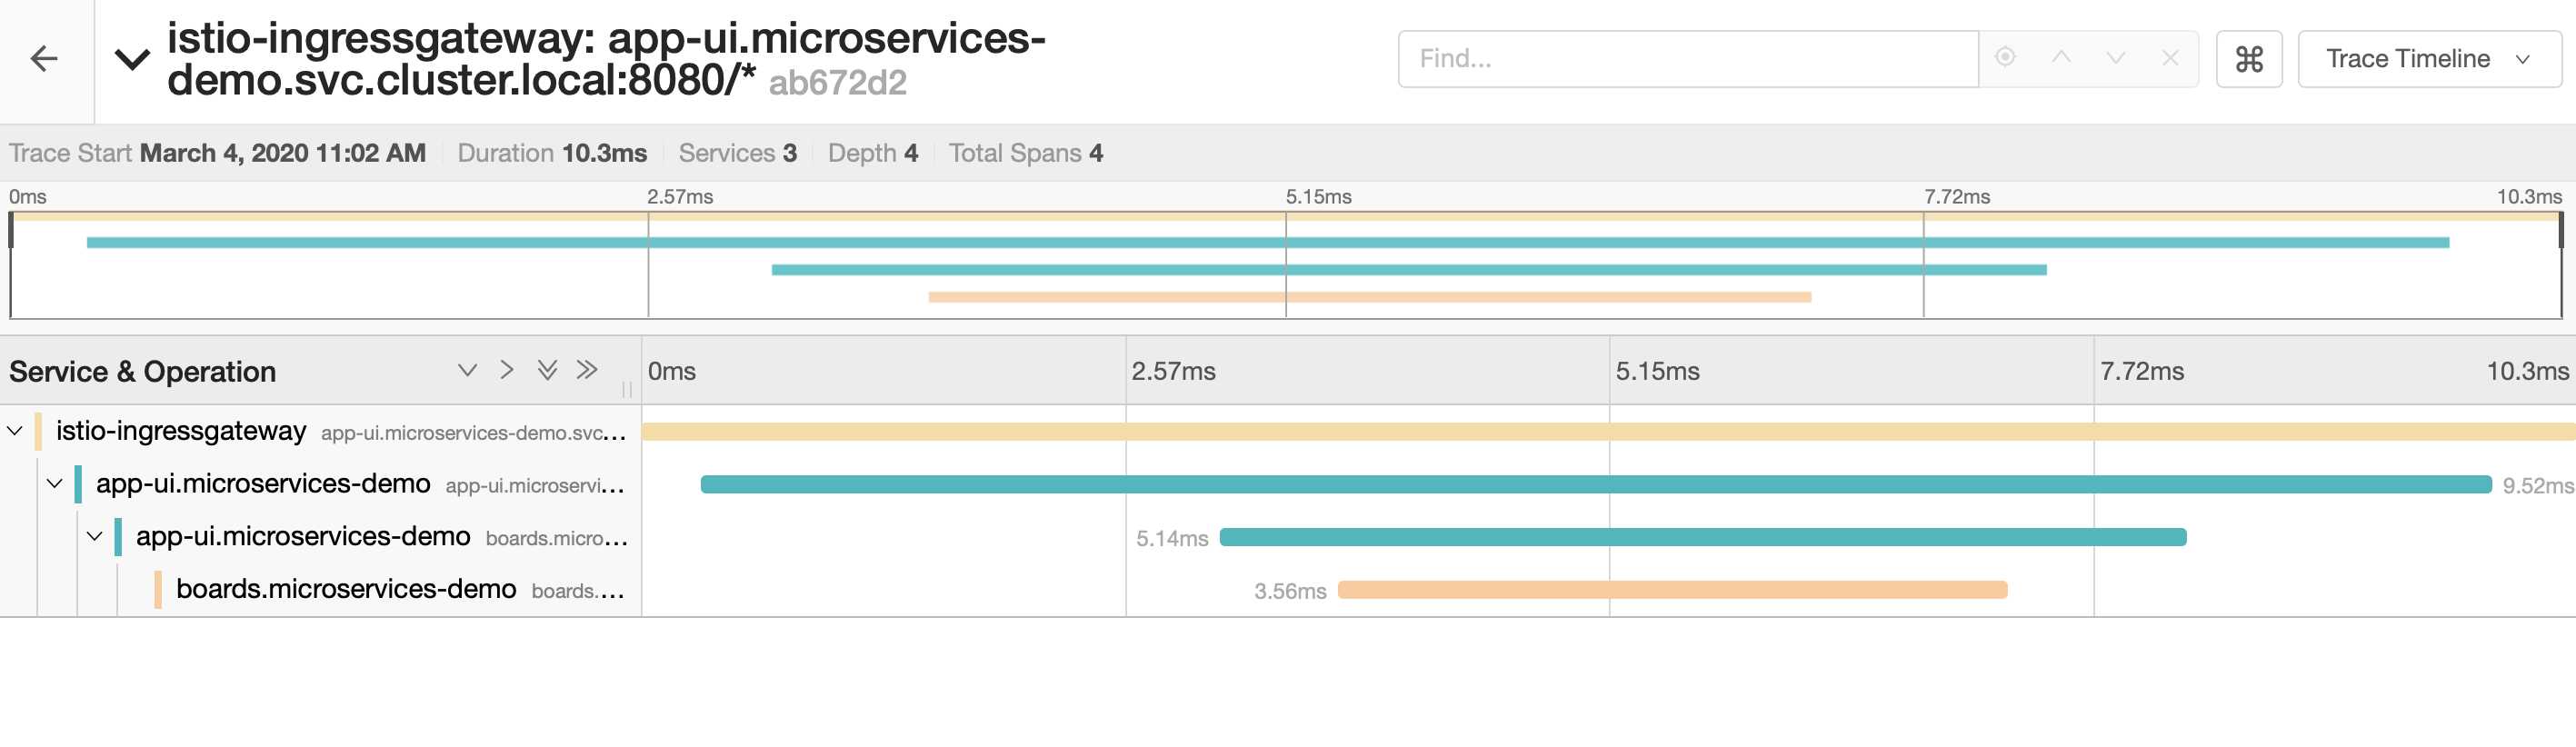 istio-ingressgateway: app-ui.microservices-
demo.svc.cluster.local:8080/* ab672d2
Find...
⌘
Trace Timeline
Trace Start March 4, 2020 11:02 AM Duration 10.3ms Services 3 Depth 4 Total Spans 4
0ms 2.57ms 5.15ms 7.72ms 10.3ms
Service & Operation 0ms 2.57ms 5.15ms 7.72ms 10.3ms
istio-ingressgateway app-ui.microservices-demo.svc...
app-ui.microservices-demo app-ui.microservi... 9.52ms
app-ui.microservices-demo boards.micro... 5.14ms
boards.microservices-demo boards.... 3.56ms